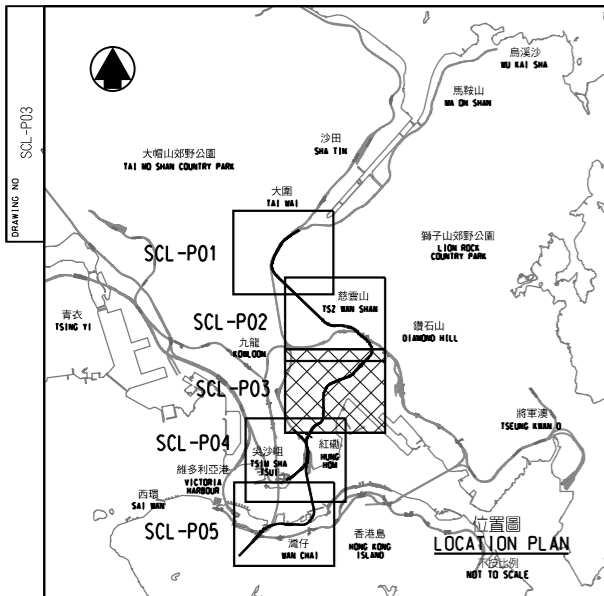 DRAWING NO
SCL-P03
烏溪沙
WU KAI SHA
馬鞍山
MA ON SHAN
沙田
SHA TIN
大帽山郊野公園
TAI MO SHAN COUNTRY PARK
大圍
TAI WAI
SCL-P01
獅子山郊野公園
LION ROCK
COUNTRY PARK
慈雲山
TSZ WAN SHAN
青衣
TSING YI
SCL-P02
鑽石山
DIAMOND HILL
九龍
KOWLOON
SCL-P03
將軍澳
TSEUNG KWAN O
SCL-P04
尖沙咀
TSIM SHA
TSUI
紅磡
HUNG
HOM
維多利亞港
VICTORIA
HARBOUR
西環
SAI WAN
SCL-P05
灣仔
WAN CHAI
香港島
HONG KONG
ISLAND
位置圖
LOCATION PLAN
不按比例
NOT TO SCALE